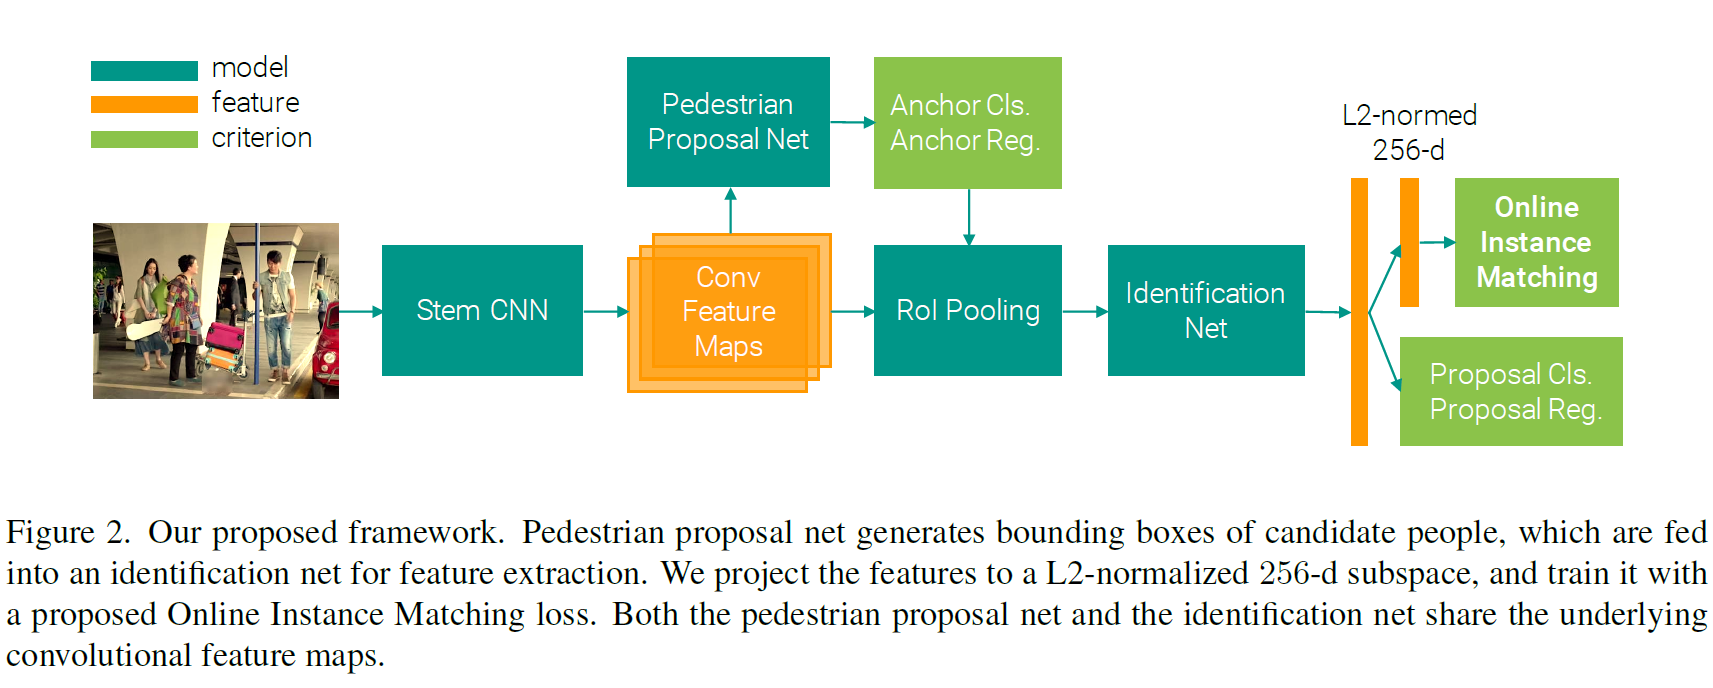 model
feature
criterion
Pedestrian
Proposal Net
Anchor Cls.
Anchor Reg.
L2-normed
256-d
Stem CNN
Conv
Feature
Maps
RoI Pooling
Identification
Net
Online
Instance
Matching
Proposal Cls.
Proposal Reg.
Figure 2. Our proposed framework. Pedestrian proposal net generates bounding boxes of candidate people, which are fed
into an identification net for feature extraction. We project the features to a L2-normalized 256-d subspace, and train it with
a proposed Online Instance Matching loss. Both the pedestrian proposal net and the identification net share the underlying
convolutional feature maps.